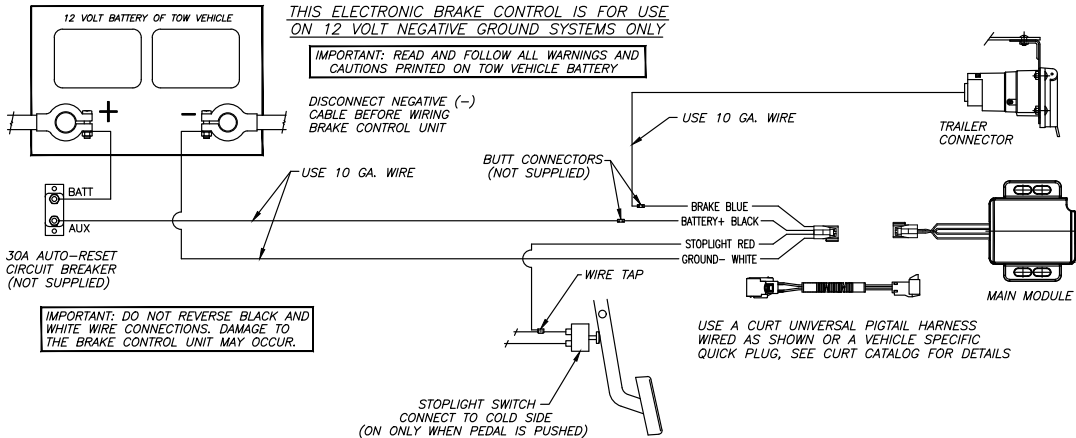 12 VOLT BATTERY OF TOW VEHICLE
+
-
THIS ELECTRONIC BRAKE CONTROL IS FOR USE
ON 12 VOLT NEGATIVE GROUND SYSTEMS ONLY
IMPORTANT: READ AND FOLLOW ALL WARNINGS AND
CAUTIONS PRINTED ON TOW VEHICLE BATTERY
DISCONNECT NEGATIVE (-)
CABLE BEFORE WIRING
BRAKE CONTROL UNIT
USE 10 GA. WIRE
TRAILER
CONNECTOR
BUTT CONNECTORS
(NOT SUPPLIED)
USE 10 GA. WIRE
BATT
AUX
30A AUTO-RESET
CIRCUIT BREAKER
(NOT SUPPLIED)
BRAKE BLUE
BATTERY+ BLACK
STOPLIGHT RED
GROUND- WHITE
WIRE TAP
MAIN MODULE
IMPORTANT: DO NOT REVERSE BLACK AND
WHITE WIRE CONNECTIONS. DAMAGE TO
THE BRAKE CONTROL UNIT MAY OCCUR.
USE A CURT UNIVERSAL PIGTAIL HARNESS
WIRED AS SHOWN OR A VEHICLE SPECIFIC
QUICK PLUG, SEE CURT CATALOG FOR DETAILS
STOPLIGHT SWITCH
CONNECT TO COLD SIDE
(ON ONLY WHEN PEDAL IS PUSHED)